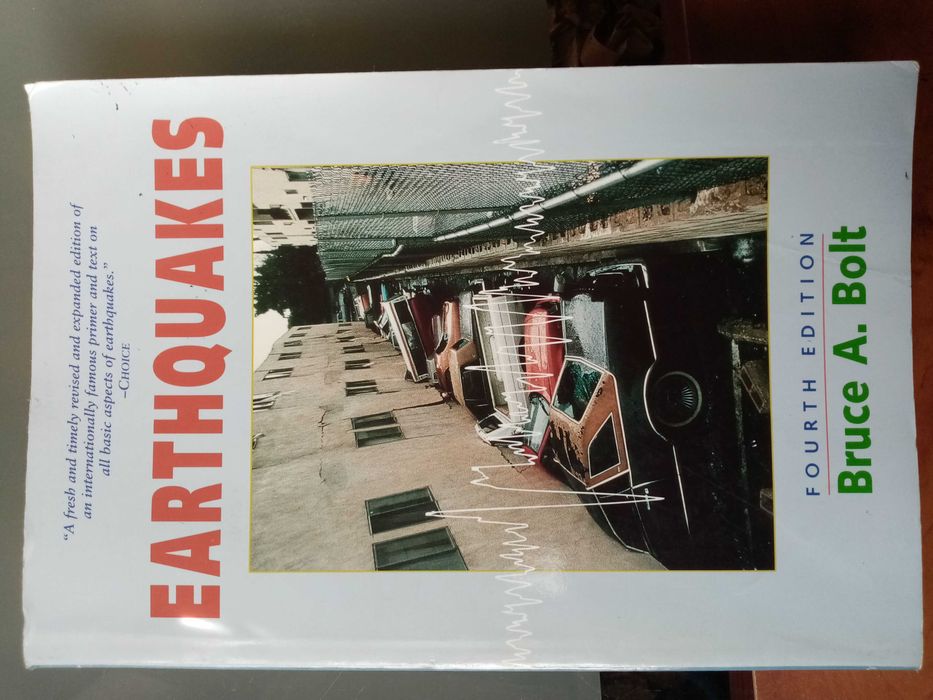 “A fresh and timely revised and expanded edition of
an internationally famous primer and text on
all basic aspects of earthquakes.”
–CHOICE
EARTHQUAKES
FOURTH EDITION
Bruce A. Bolt